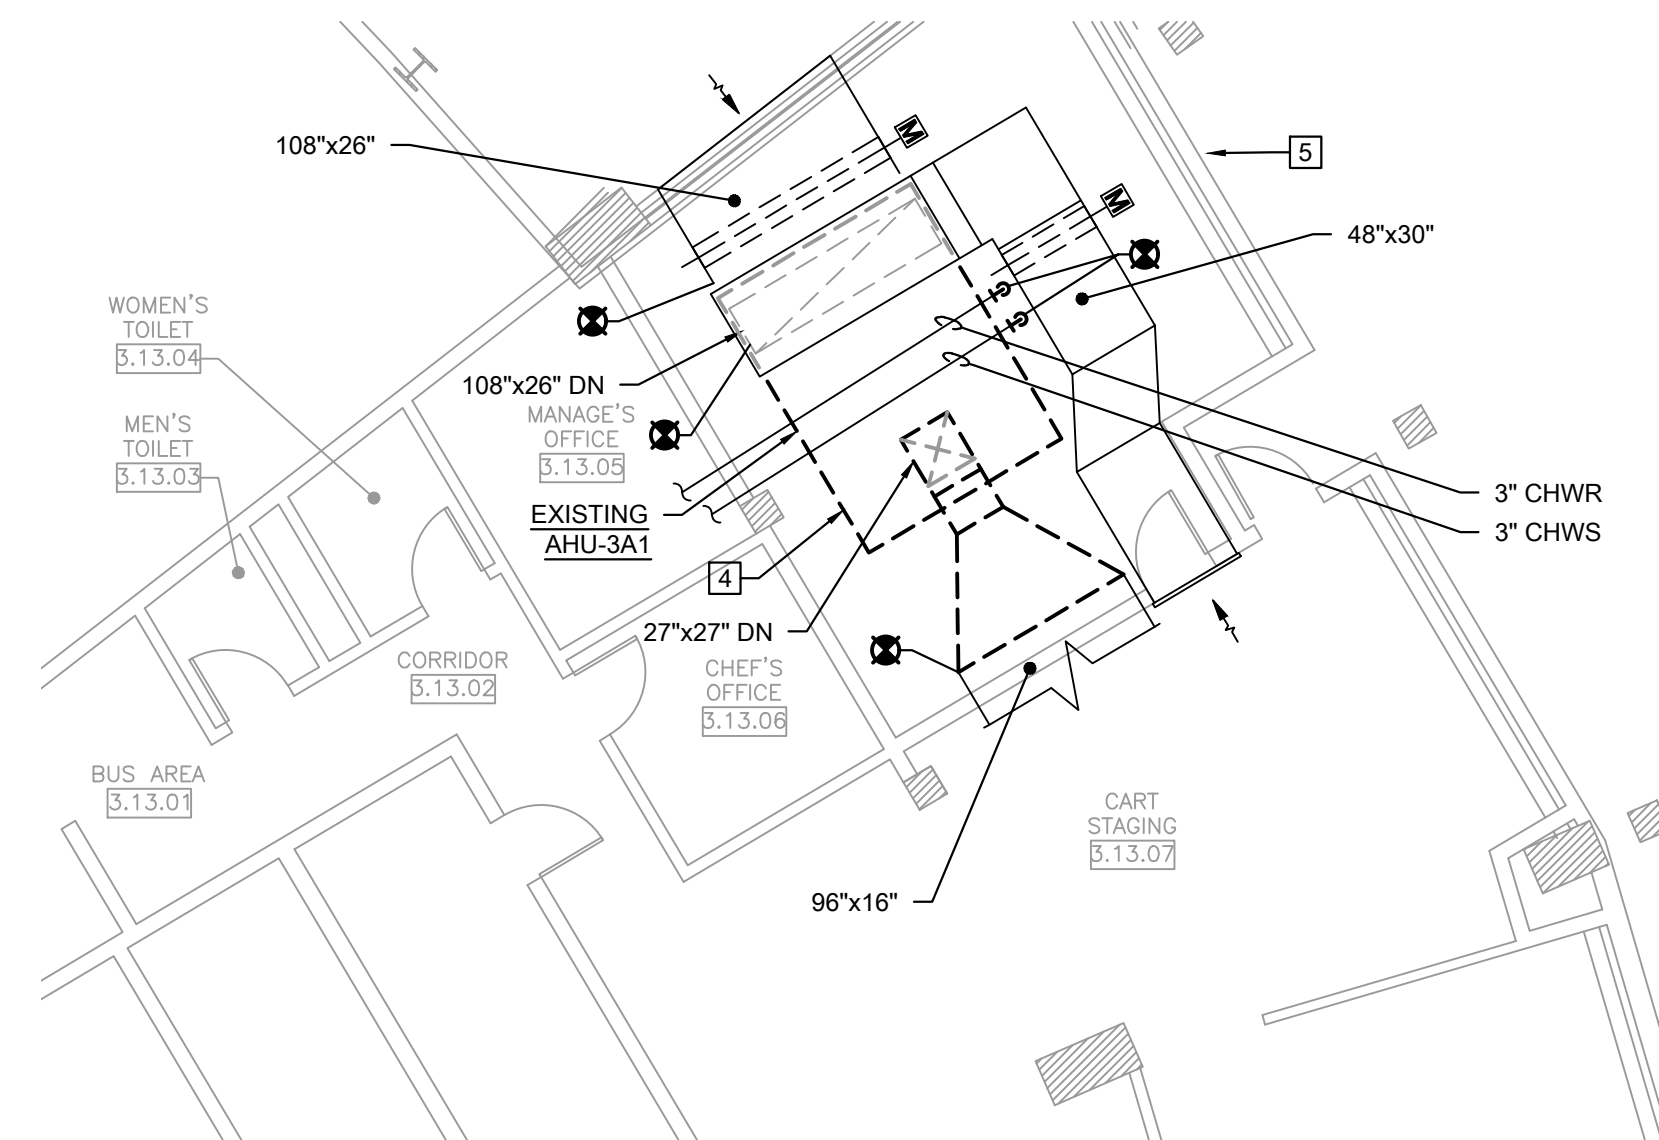 108"x26"
M
5
M
48"x30"
WOMEN'S
TOILET
3.13.04
108"x26" DN
MANAGE'S
OFFICE
3.13.05
MEN'S
TOILET
3.13.03
EXISTING
AHU-3A1
3" CHWR
3" CHWS
4
27"x27" DN
CORRIDOR
3.13.02
CHEF'S
OFFICE
3.13.06
BUS AREA
3.13.01
CART
STAGING
3.13.07
96"x16"